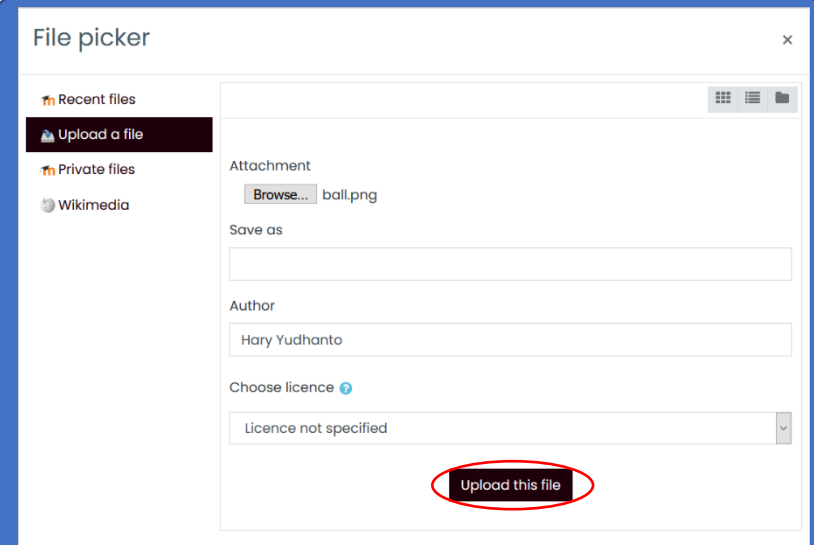 File picker
×
Recent files
Upload a file
Private files
Wikimedia
Attachment
Browse... ball.png
Save as
Author
Hary Yudhanto
Choose licence ?
Licence not specified
Upload this file